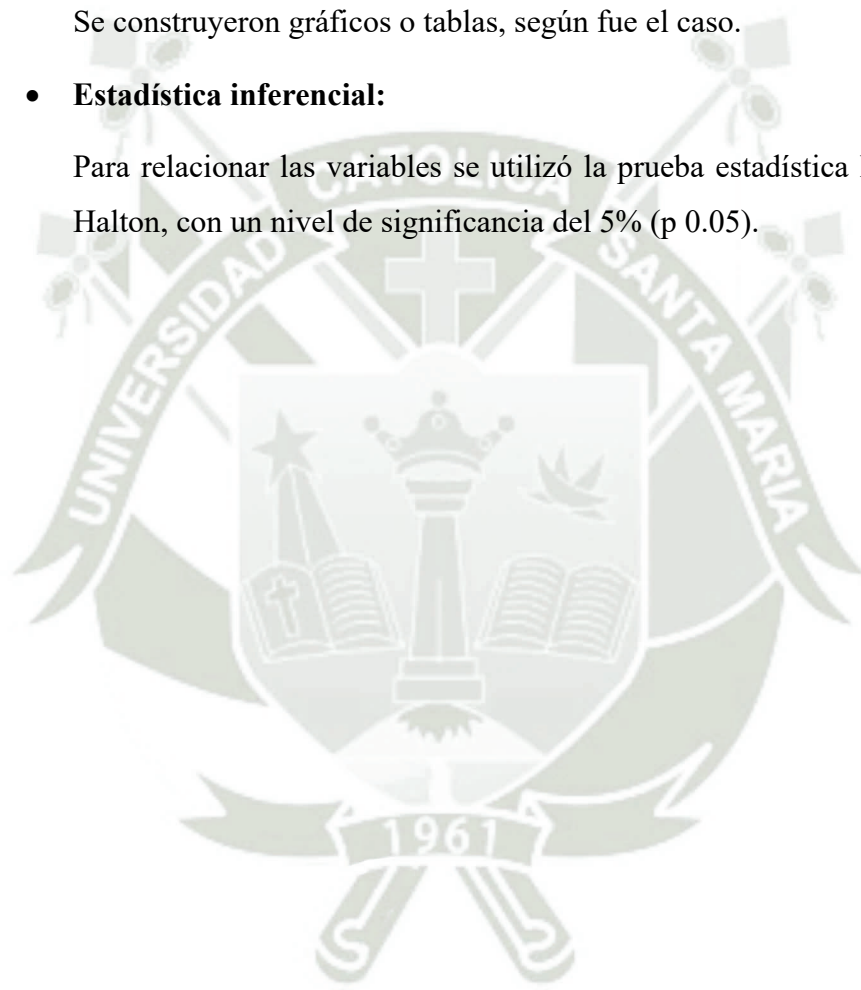 Se construyeron gráficos o tablas, según fue el caso.
• Estadística inferencial:
Para relacionar las variables se utilizó la prueba estadística
Halton, con un nivel de significancia del 5% (p 0.05).
UNIVERSIDAD CATOLICA SANTA MARIA
1961